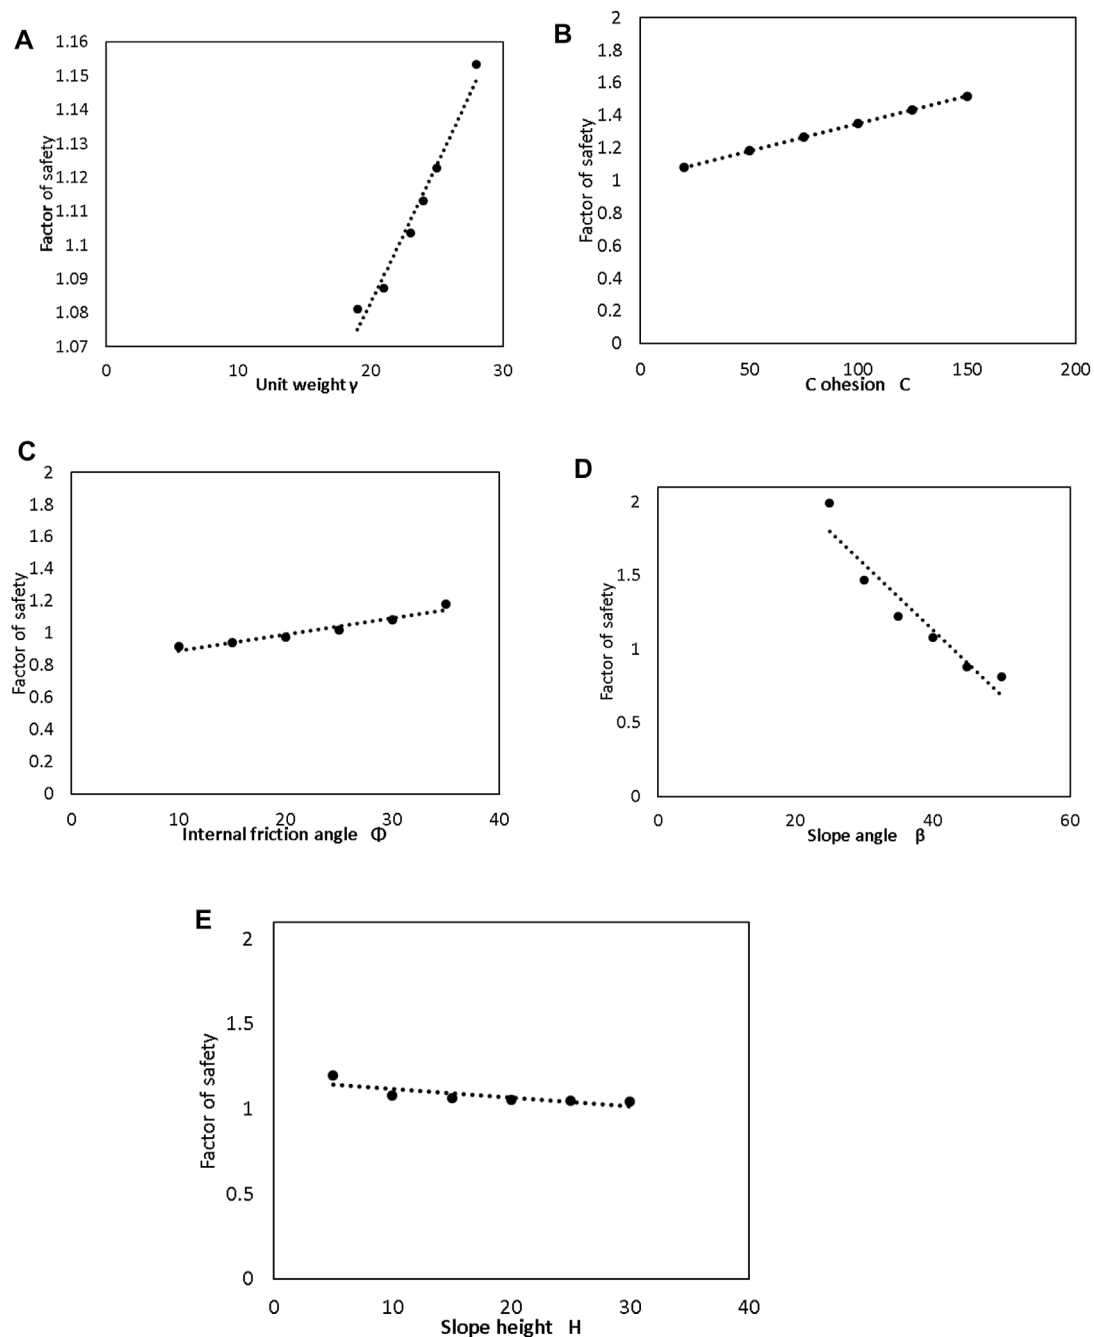 A
1.16
1.15
1.14
1.13
1.12
1.11
1.1
1.09
1.08
1.07
Factor of safety
0 10 20 30
Unit weight γ
B
2
1.8
1.6
1.4
1.2
1
0.8
0.6
0.4
0.2
0
Factor of safety
0 50 100 150 200
C ohesion C
C
2
1.8
1.6
1.4
1.2
1
0.8
0.6
0.4
0.2
0
Factor of safety
0 10 20 30 40
Internal friction angle Φ
D
2
1.5
1
0.5
0
Factor of safety
0 20 40 60
Slope angle β
E
2
1.5
1
0.5
0
Factor of safety
0 10 20 30 40
Slope height H